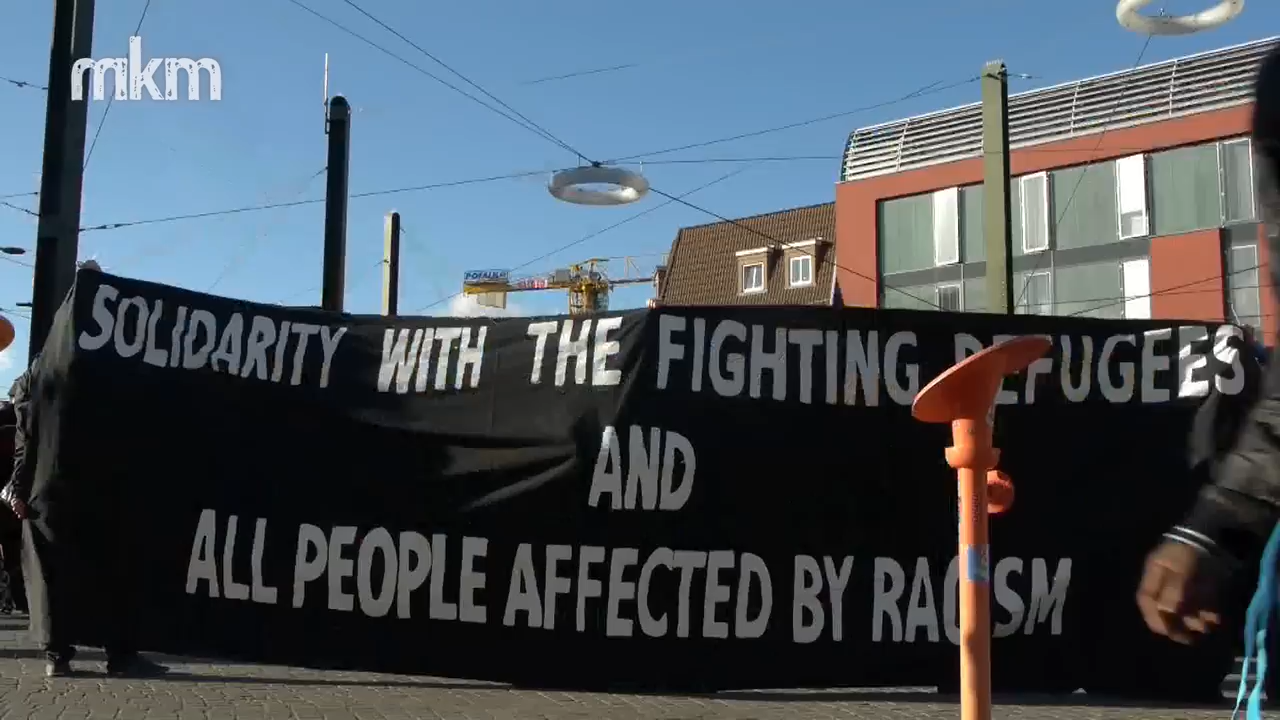 mkm
SOLIDARITY WITH THE FIGHTING REFUGEES
AND
ALL PEOPLE AFFECTED BY RACISM